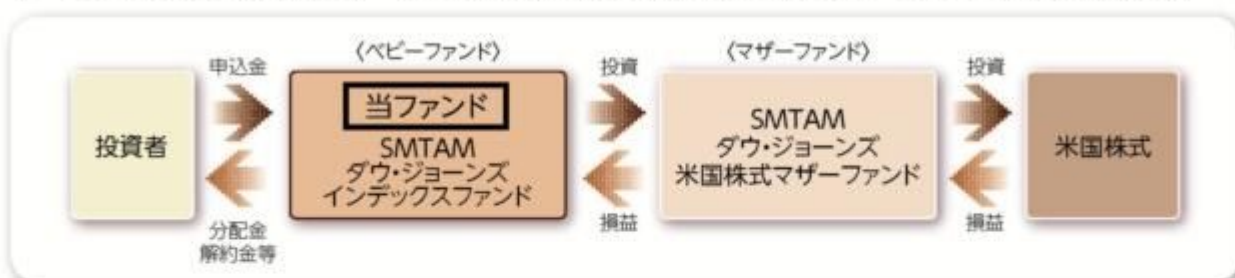 〈ベビーファンド〉
〈マザーファンド〉
申込金
投資
投資
投資者
当ファンド
SMTAM
ダウ・ジョーンズ
インデックスファンド
SMTAM
ダウ・ジョーンズ
米国株式マザーファンド
米国株式
分配金
解約金等
損益
損益